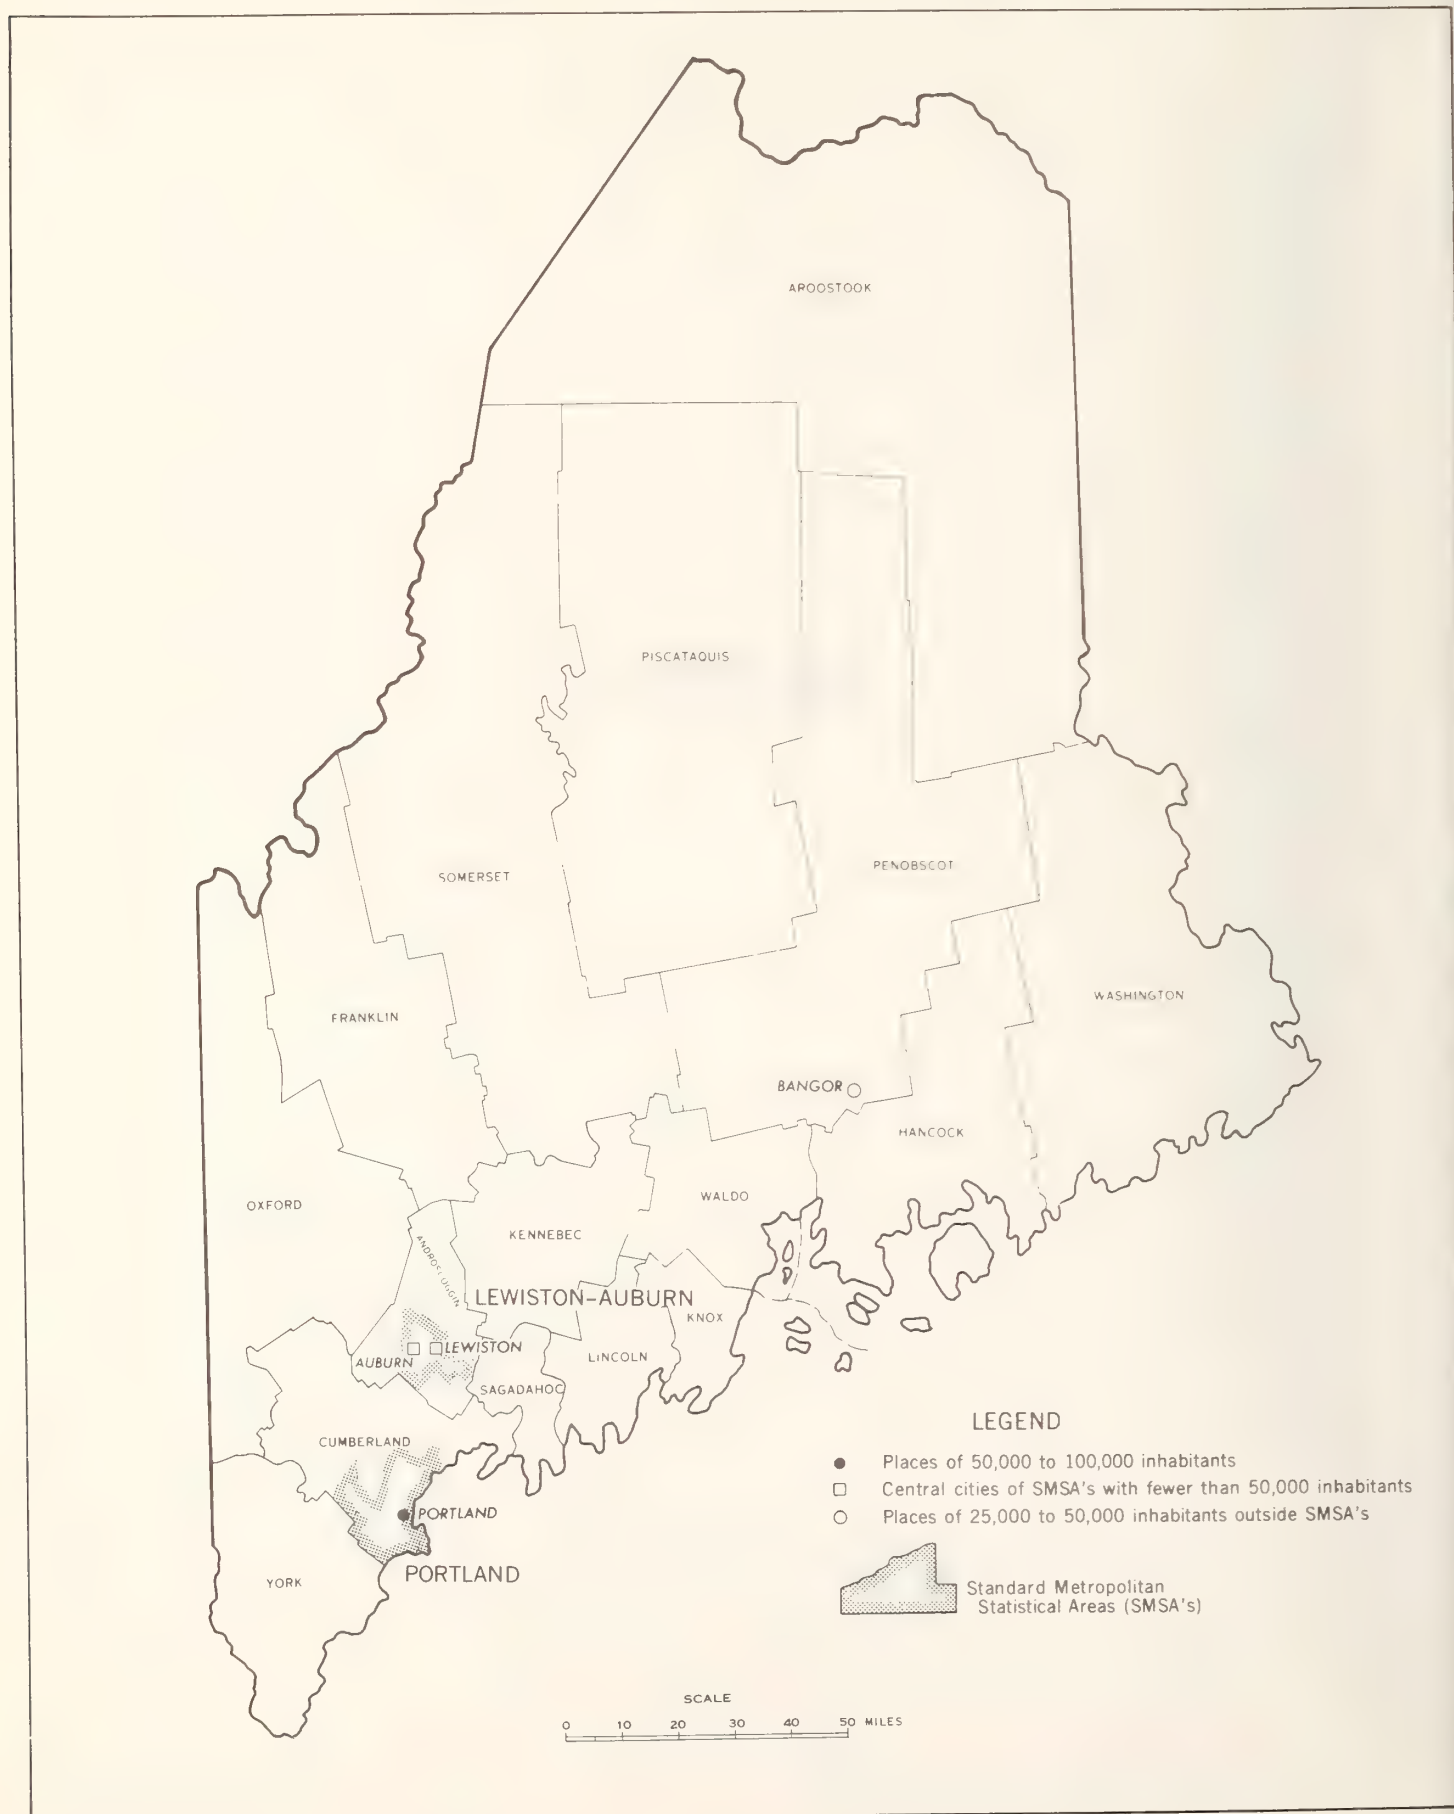 AROOSTOOK
PISCATAQUIS
PENOBSCOT
SOMERSET
WASHINGTON
FRANKLIN
BANGOR
HANCOCK
WALDO
OXFORD
KENNEBEC
ANDROSCOGGIN
LEWISTON-AUBURN
KNOX
LEWISTON
AUBURN
LINCOLN
SAGADAHOC
CUMBERLAND
PORTLAND
PORTLAND
YORK
LEGEND
Places of 50,000 to 100,000 inhabitants
Central cities of SMSA's with fewer than 50,000 inhabitants
Places of 25,000 to 50,000 inhabitants outside SMSA's
Standard Metropolitan
Statistical Areas (SMSA's)
SCALE
0 10 20 30 40 50 MILES